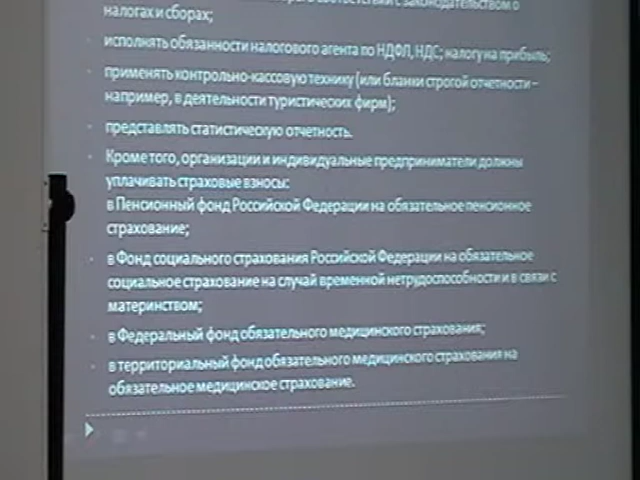 соответствии с законодательством о
налогах и сборах;
исполнять обязанности налогового агента по НДФЛ, НДС; налогу на прибыль;
применять контрольно-кассовую технику (или бланки строгой отчетности –
например, в деятельности туристических фирм);
представлять статистическую отчетность.
Кроме того, организации и индивидуальные предприниматели должны
уплачивать страховые взносы:
в Пенсионный фонд Российской Федерации на обязательное пенсионное
страхование;
в Фонд социального страхования Российской Федерации на обязательное
социальное страхование на случай временной нетрудоспособности и в связи с
материнством;
в Федеральный фонд обязательного медицинского страхования;
в территориальный фонд обязательного медицинского страхования на
обязательное медицинское страхование.